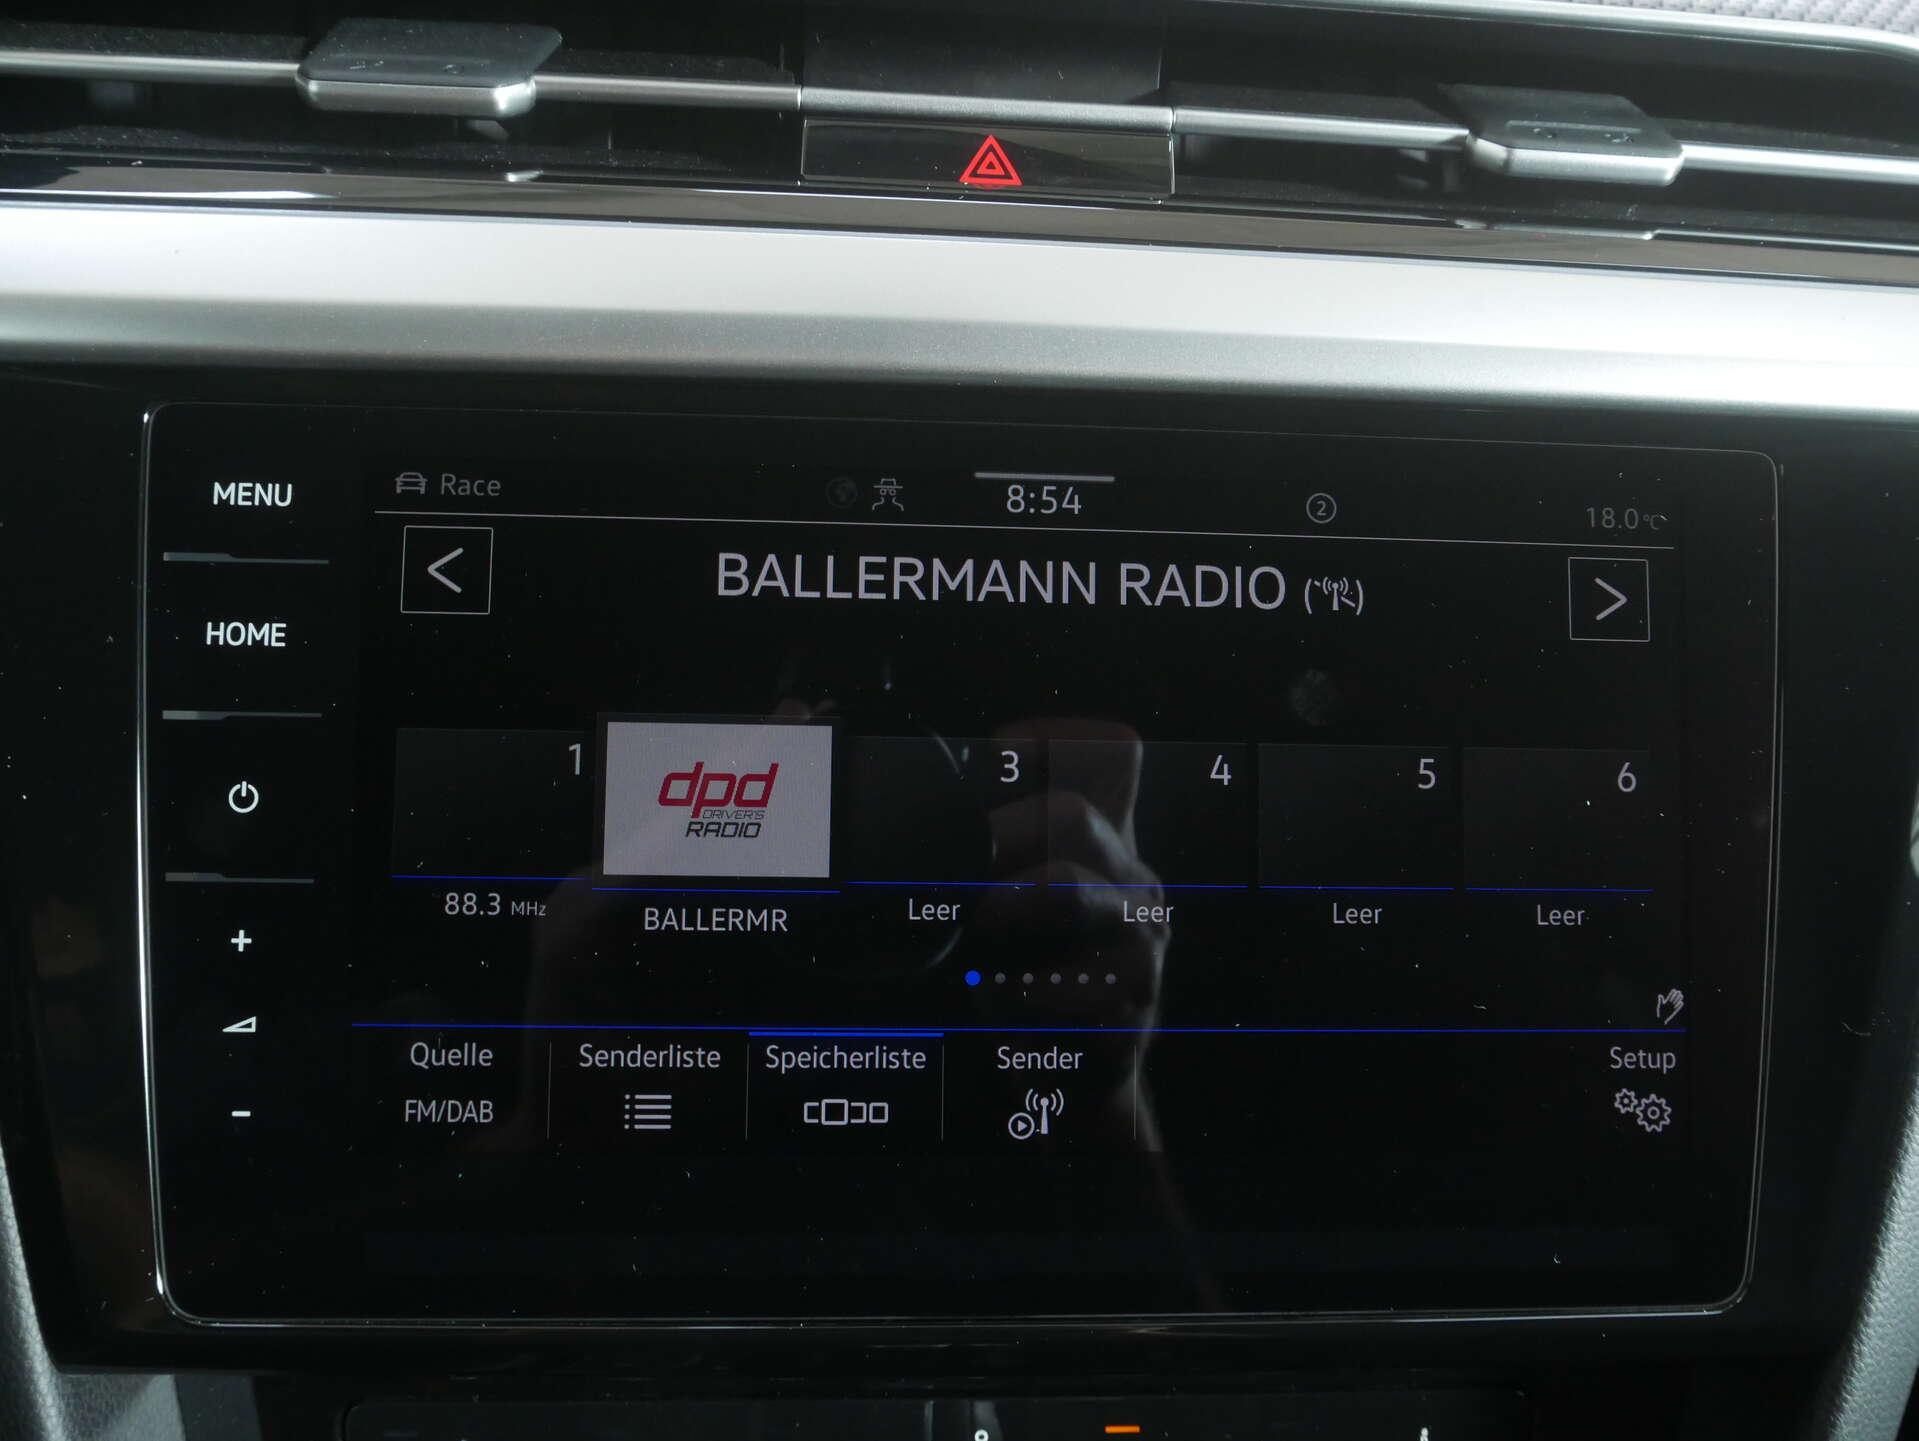 MENU
HOME
Race
8:54
2
18.0 °C
<
BALLERMANN RADIO
>
1
dpd
DRIVER'S
RADIO
3
4
5
6
88.3 MHz
BALLERMR
Leer
Leer
Leer
Leer
+
-
Quelle
FM/DAB
Senderliste
Speicherliste
Sender
Setup